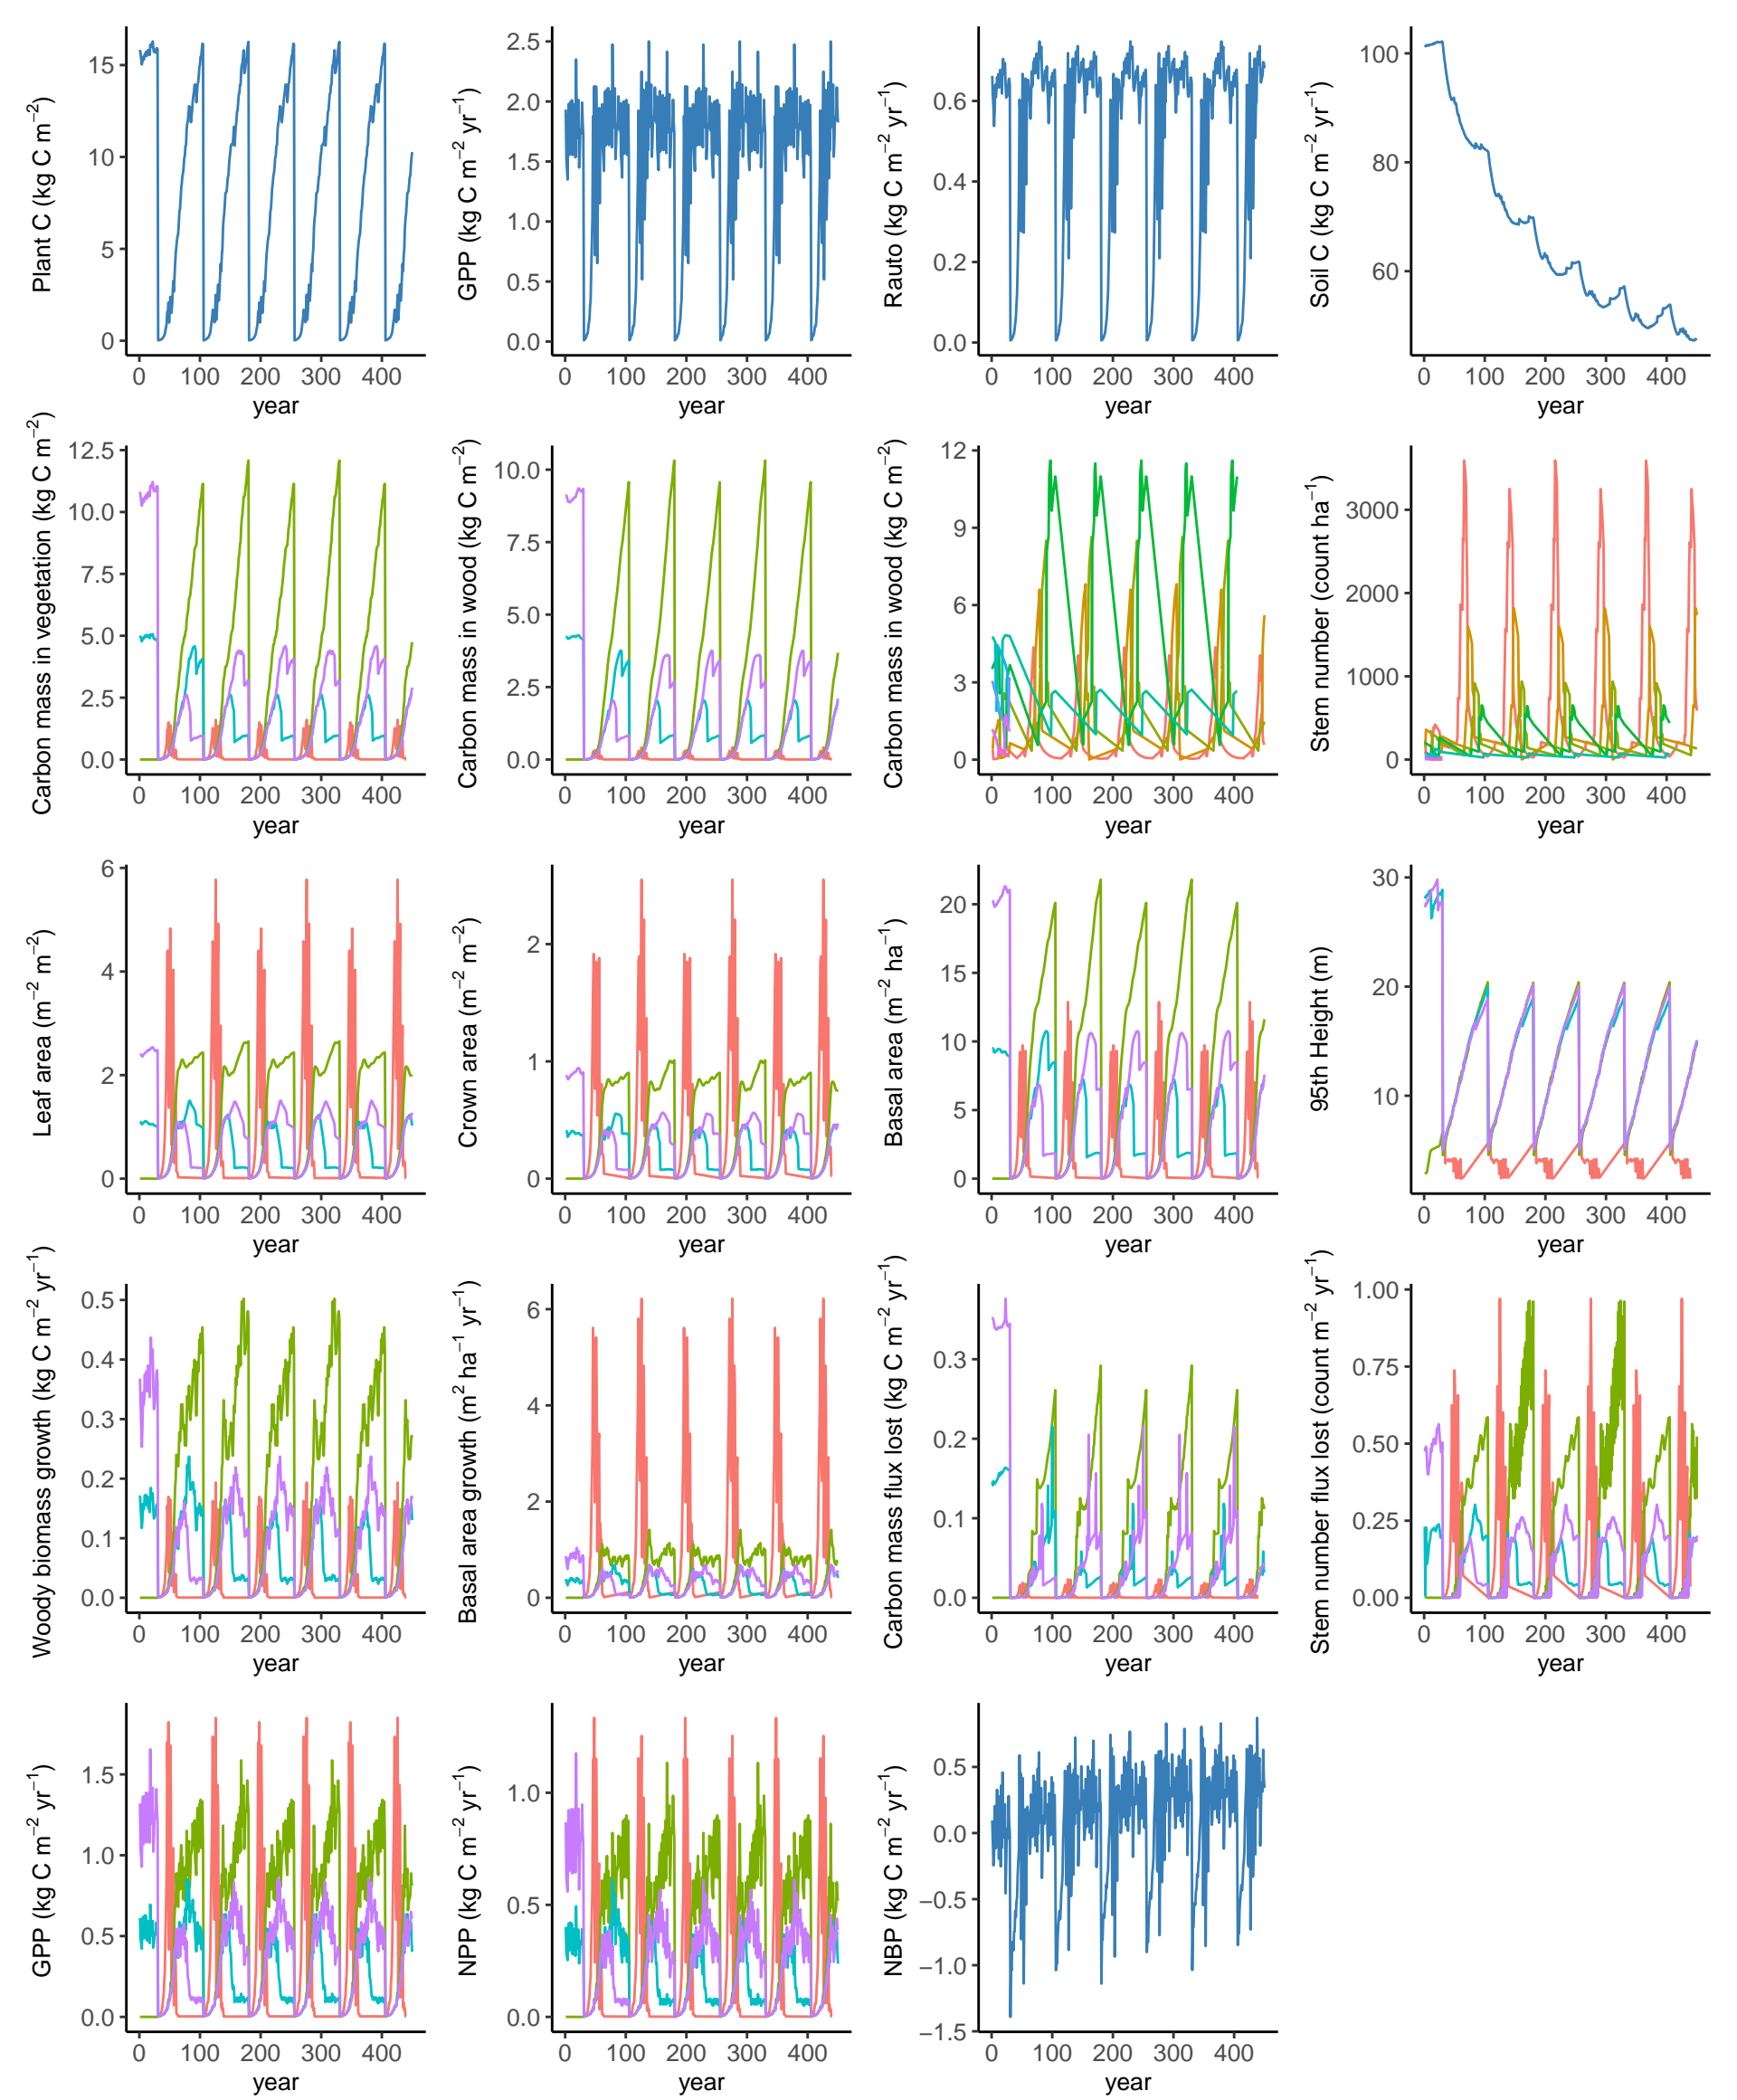 Plant C (kg C m−2)
15
10
5
0
0 100 200 300 400
year
GPP (kg C m−2 yr−1)
2.5
2.0
1.5
1.0
0.5
0.0
0 100 200 300 400
year
Rauto (kg C m−2 yr−1)
0.6
0.4
0.2
0.0
0 100 200 300 400
year
Soil C (kg C m−2 yr−1)
100
80
60
0 100 200 300 400
year
Carbon mass in vegetation (kg C m−2)
12.5
10.0
7.5
5.0
2.5
0.0
0 100 200 300 400
year
Carbon mass in wood (kg C m−2)
10.0
7.5
5.0
2.5
0.0
0 100 200 300 400
year
Carbon mass in wood (kg C m−2)
12
9
6
3
0
0 100 200 300 400
year
Stem number (count ha−1)
3000
2000
1000
0
0 100 200 300 400
year
Leaf area (m−2 m−2)
6
4
2
0
0 100 200 300 400
year
Crown area (m−2 m−2)
2
1
0
0 100 200 300 400
year
Basal area (m−2 ha−1)
20
15
10
5
0
0 100 200 300 400
year
95th Height (m)
30
20
10
0 100 200 300 400
year
Woody biomass growth (kg C m−2 yr−1)
0.5
0.4
0.3
0.2
0.1
0.0
0 100 200 300 400
year
Basal area growth (m2 ha−1 yr−1)
6
4
2
0
0 100 200 300 400
year
Carbon mass flux lost (kg C m−2 yr−1)
0.3
0.2
0.1
0.0
0 100 200 300 400
year
Stem number flux lost (count m−2 yr−1)
1.00
0.75
0.50
0.25
0.00
0 100 200 300 400
year
GPP (kg C m−2 yr−1)
1.5
1.0
0.5
0.0
0 100 200 300 400
year
NPP (kg C m−2 yr−1)
1.0
0.5
0.0
0 100 200 300 400
year
NBP (kg C m−2 yr−1)
0.5
0.0
−0.5
−1.0
−1.5
0 100 200 300 400
year